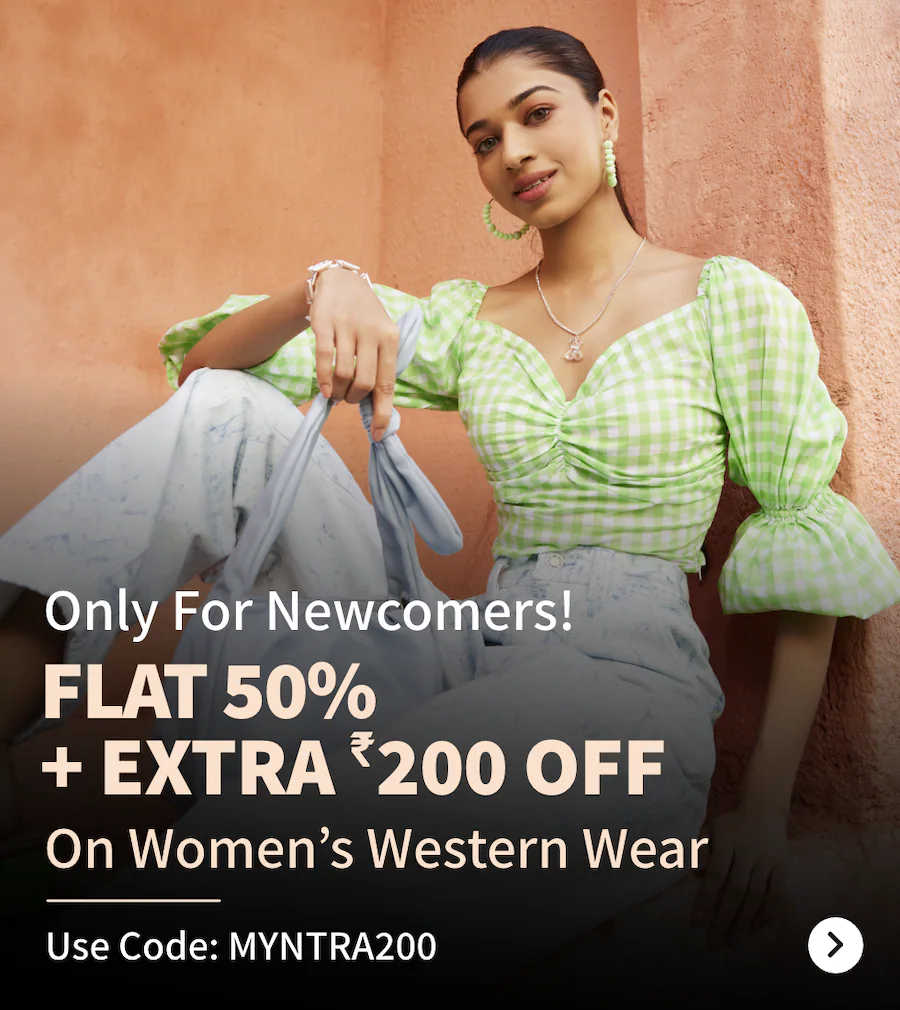 Only For Newcomers!
FLAT 50%
+ EXTRA ₹200 OFF
On Women’s Western Wear
Use Code: MYNTRA200